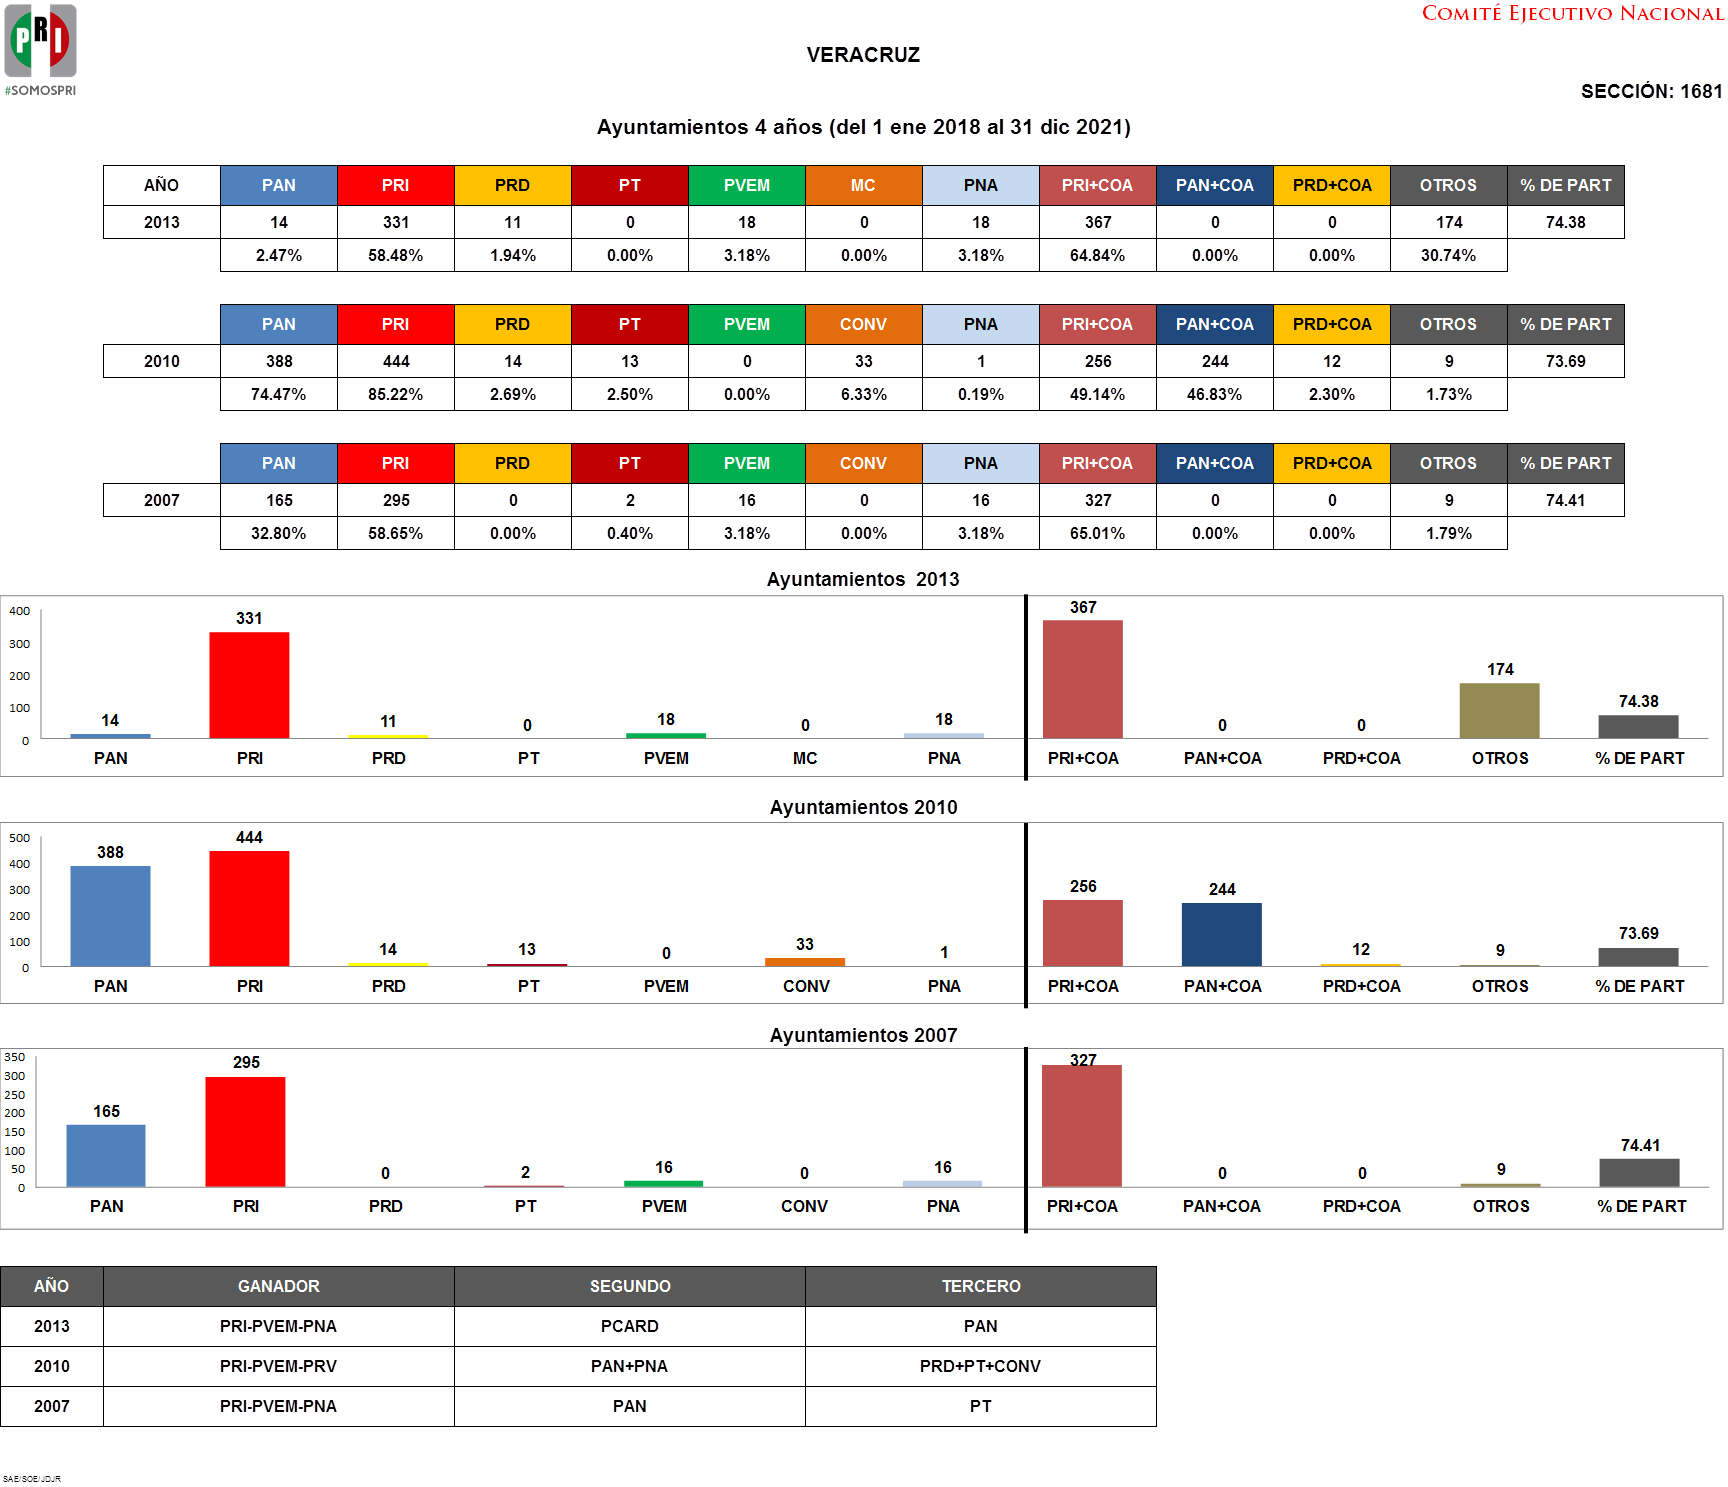 PRI
#SOMOSPRI
COMITÉ EJECUTIVO NACIONAL
VERACRUZ
SECCIÓN: 1681
Ayuntamientos 4 años (del 1 ene 2018 al 31 dic 2021)
AÑO PAN PRI PRD PT PVEM MC PNA PRI+COA PAN+COA PRD+COA OTROS % DE PART
2013 14 331 11 0 18 0 18 367 0 0 174 74.38
2.47% 58.48% 1.94% 0.00% 3.18% 0.00% 3.18% 64.84% 0.00% 0.00% 30.74%
PAN PRI PRD PT PVEM CONV PNA PRI+COA PAN+COA PRD+COA OTROS % DE PART
2010 388 444 14 13 0 33 1 256 244 12 9 73.69
74.47% 85.22% 2.69% 2.50% 0.00% 6.33% 0.19% 49.14% 46.83% 2.30% 1.73%
PAN PRI PRD PT PVEM CONV PNA PRI+COA PAN+COA PRD+COA OTROS % DE PART
2007 165 295 0 2 16 0 16 327 0 0 9 74.41
32.80% 58.65% 0.00% 0.40% 3.18% 0.00% 3.18% 65.01% 0.00% 0.00% 1.79%
Ayuntamientos 2013
400
300
200
100
0
14 331 11 0 18 0 18 367 0 0 174 74.38
PAN PRI PRD PT PVEM MC PNA PRI+COA PAN+COA PRD+COA OTROS % DE PART
Ayuntamientos 2010
500
400
300
200
100
0
388 444 14 13 0 33 1 256 244 12 9 73.69
PAN PRI PRD PT PVEM CONV PNA PRI+COA PAN+COA PRD+COA OTROS % DE PART
Ayuntamientos 2007
350
300
250
200
150
100
50
0
165 295 0 2 16 0 16 327 0 0 9 74.41
PAN PRI PRD PT PVEM CONV PNA PRI+COA PAN+COA PRD+COA OTROS % DE PART
AÑO GANADOR SEGUNDO TERCERO
2013 PRI-PVEM-PNA PCARD PAN
2010 PRI-PVEM-PRV PAN+PNA PRD+PT+CONV
2007 PRI-PVEM-PNA PAN PT
SAE/SOE/JDJR